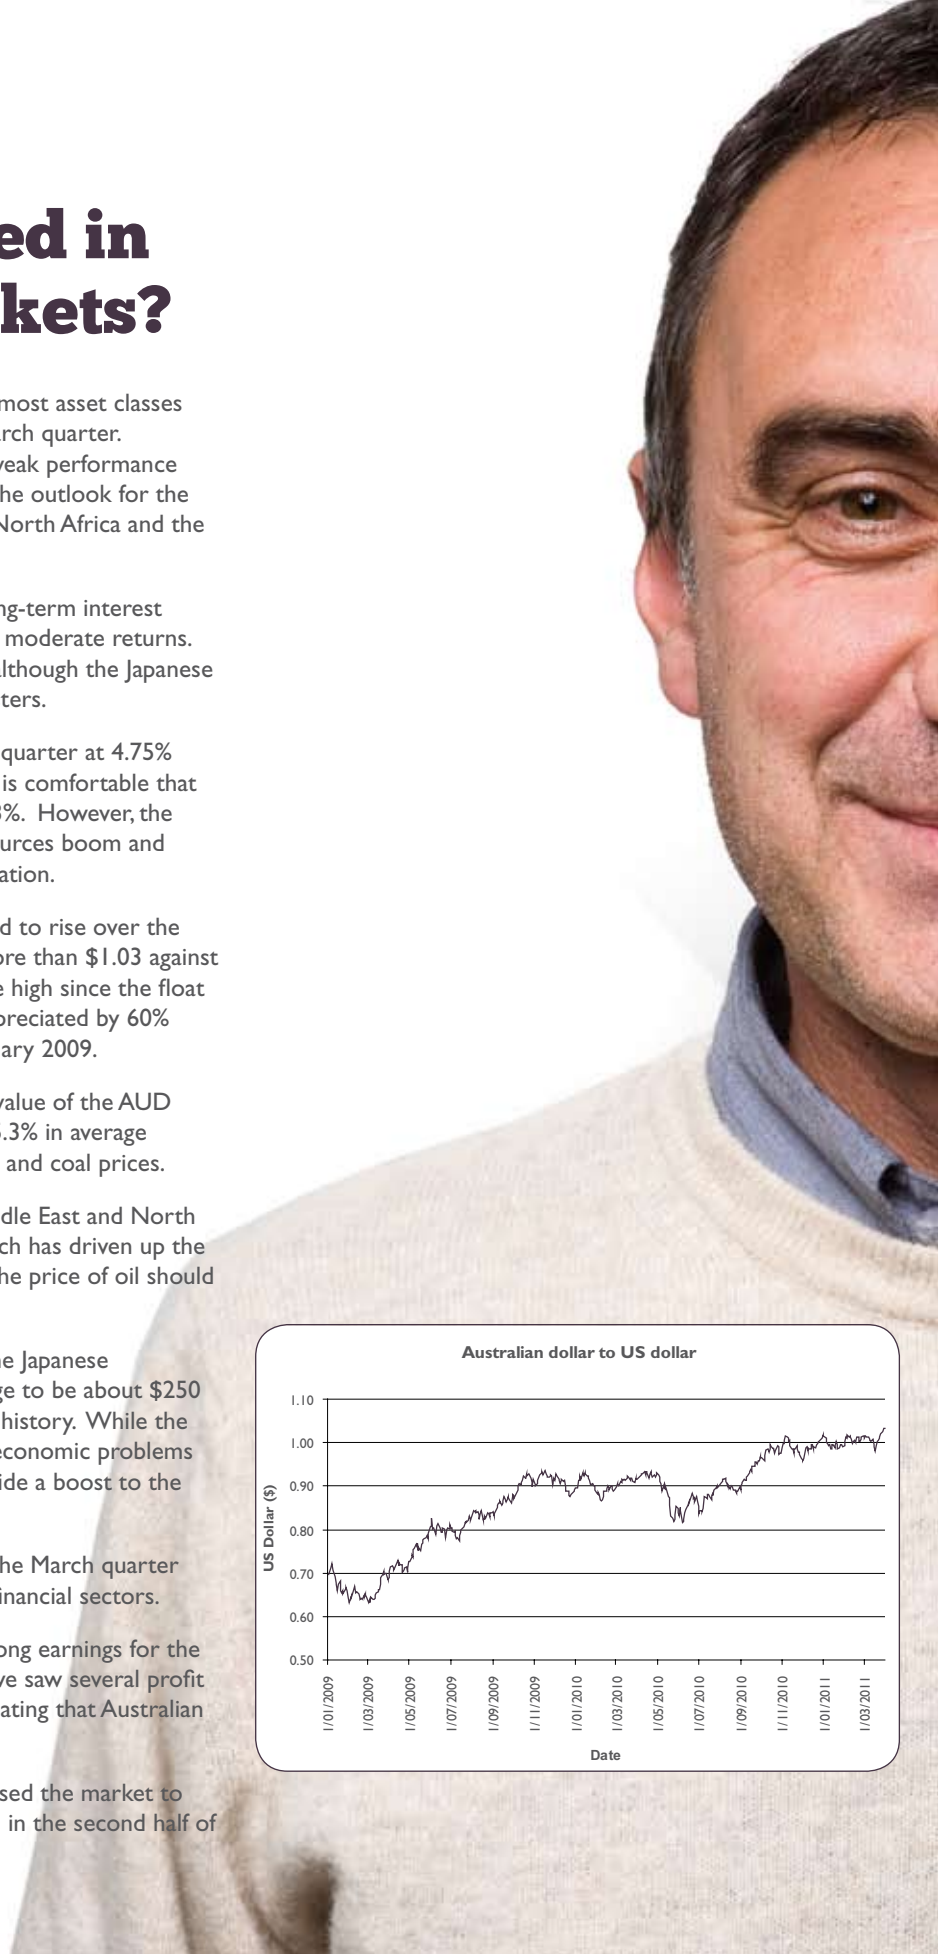 ed in
kets?
most asset classes
rch quarter.
weak performance
he outlook for the
North Africa and the
ng-term interest
moderate returns.
although the Japanese
ters.
quarter at 4.75%
is comfortable that
3%. However, the
urces boom and
ation.
d to rise over the
ore than $1.03 against
e high since the float
preciated by 60%
ary 2009.
value of the AUD
.3% in average
and coal prices.
dle East and North
ch has driven up the
he price of oil should
he Japanese
ge to be about $250
history. While the
economic problems
ide a boost to the
he March quarter
inancial sectors.
ong earnings for the
ve saw several profit
ating that Australian
sed the market to
in the second half of
Australian dollar to US dollar
1.10
1.00
0.90
0.80
0.70
0.60
0.50
US Dollar ($)
1/01/2009
1/03/2009
1/05/2009
1/07/2009
1/09/2009
1/11/2009
1/01/2010
1/03/2010
1/05/2010
1/07/2010
1/09/2010
1/11/2010
1/01/2011
1/03/2011
Date